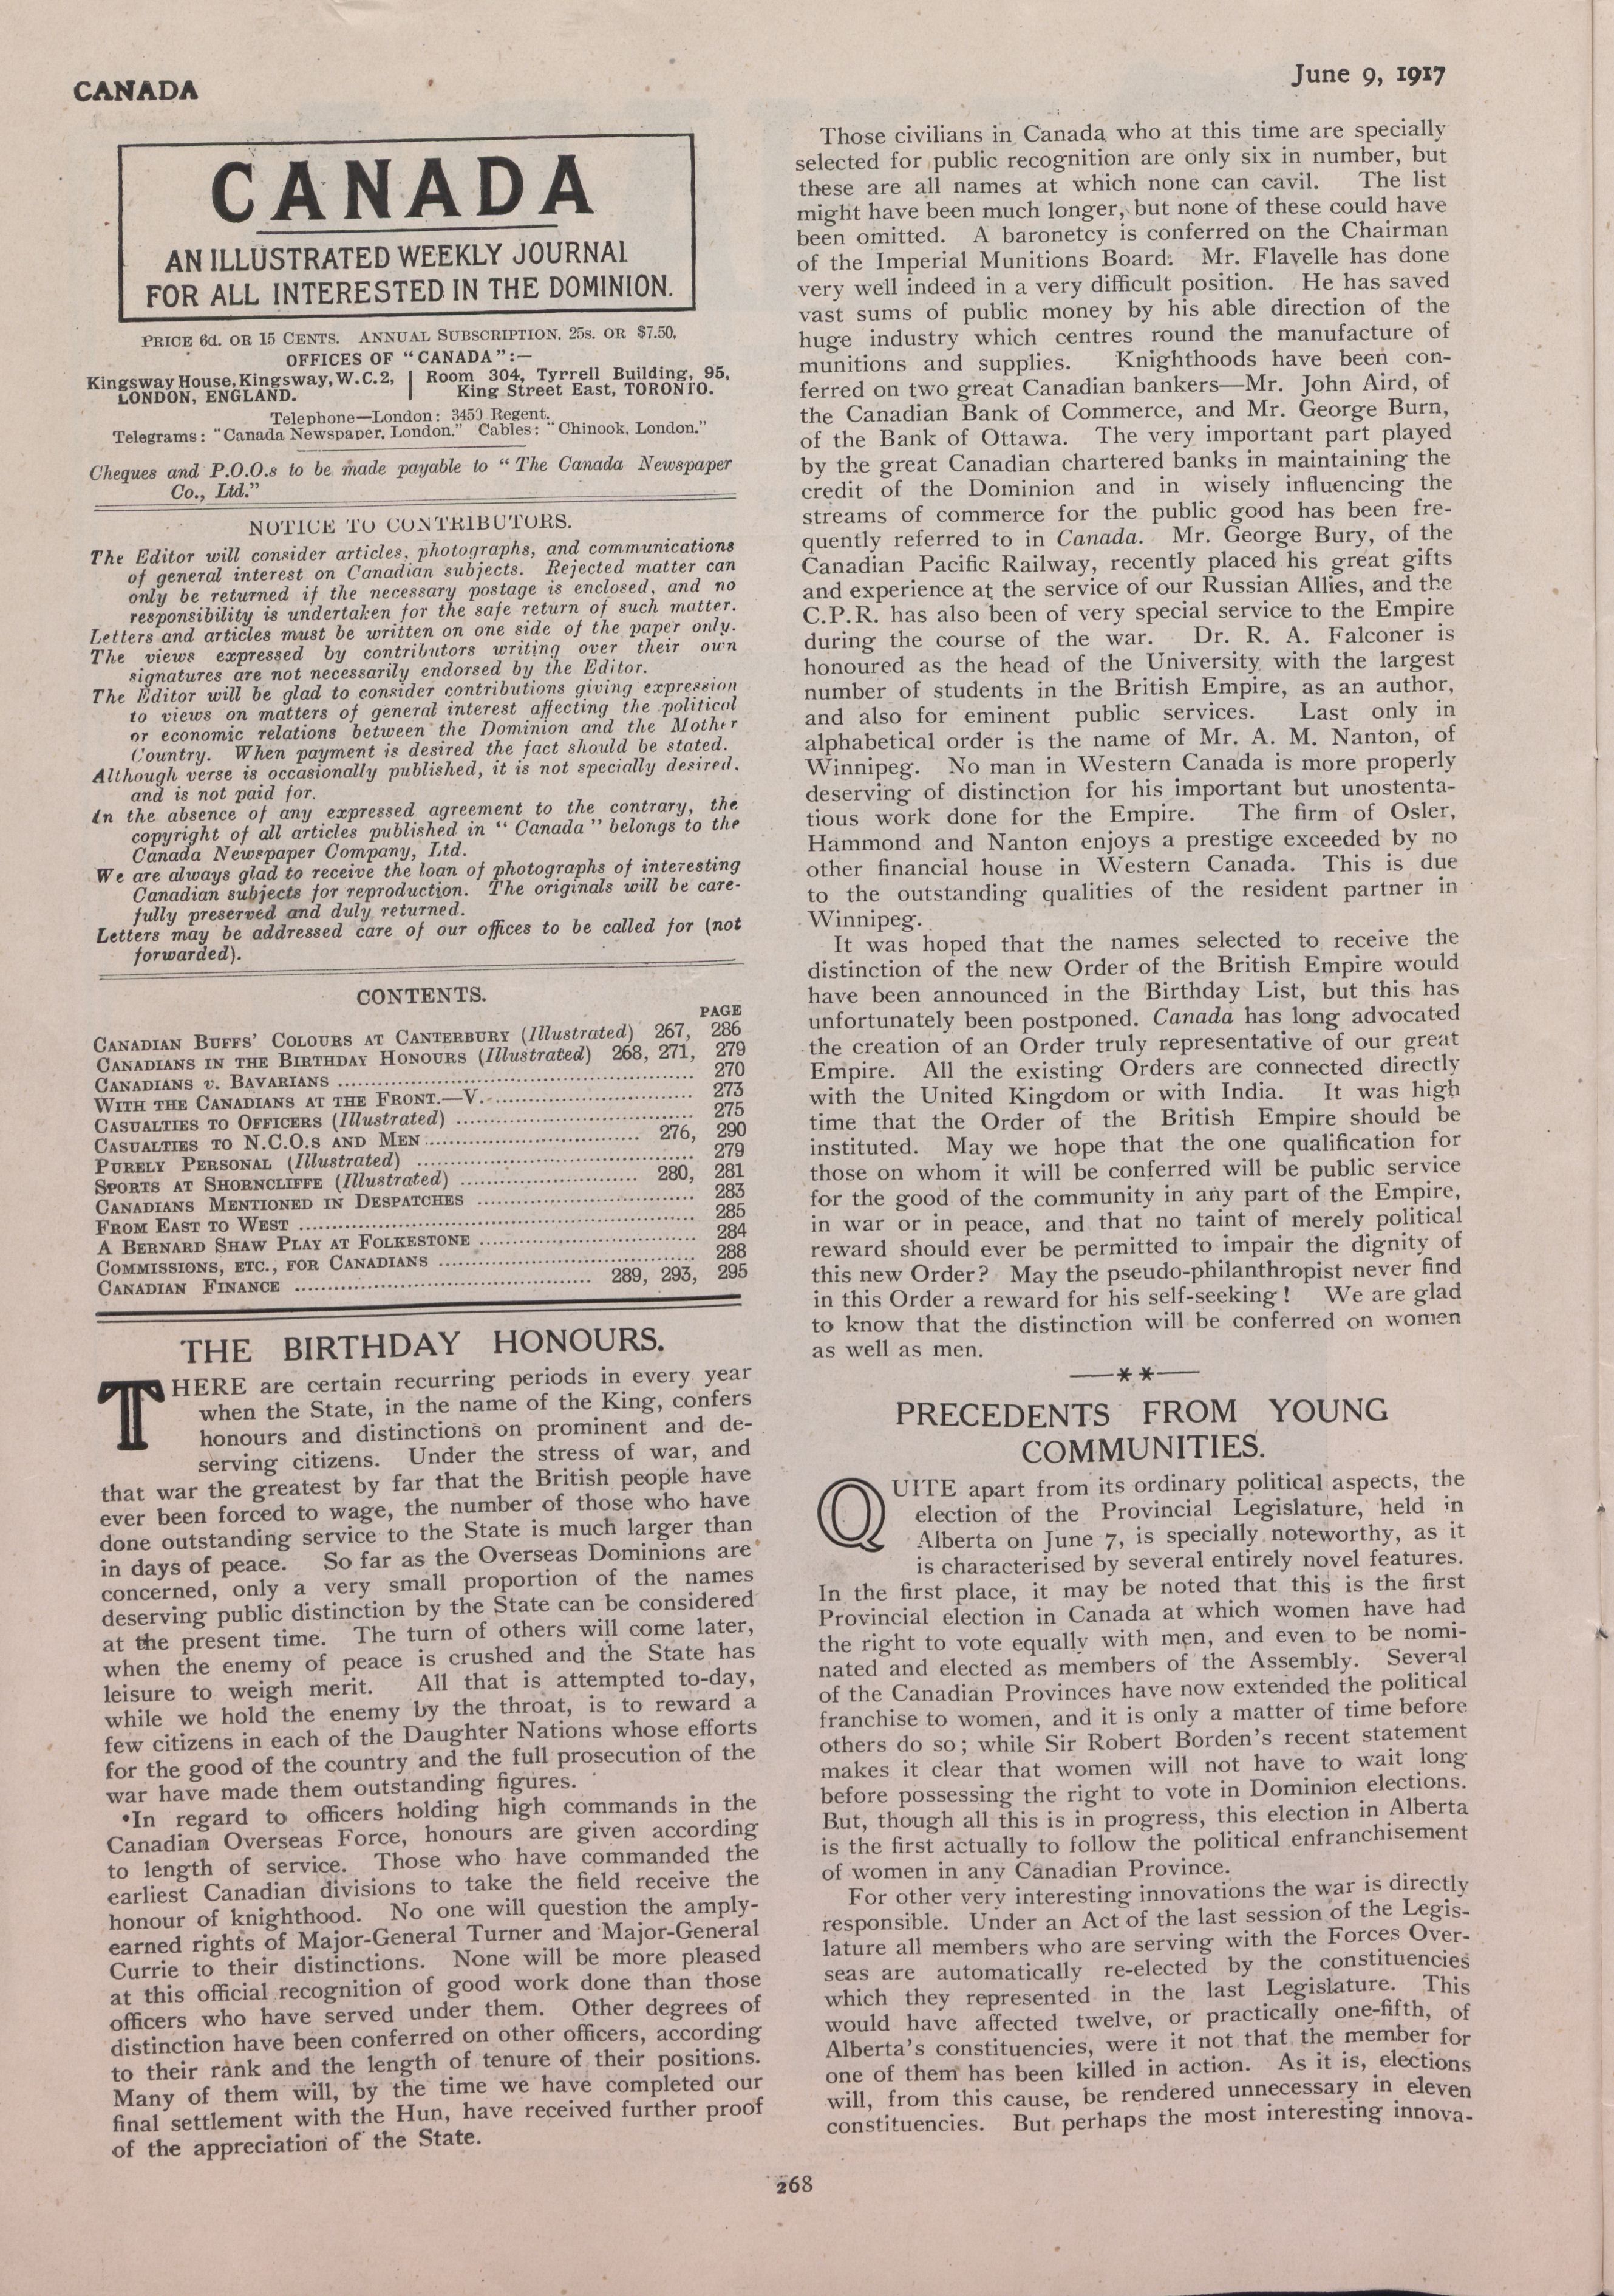 CANADA
June 9, 1917
CANADA
AN ILLUSTRATED WEEKLY JOURNAL
FOR ALL INTERESTED IN THE DOMINION.
PRICE 6d. OR 15 CENTS. ANNUAL SUBSCRIPTION, 25s. OR $7.50.
OFFICES OF "CANADA":—
Kingsway House, Kingsway, W.C.2, | Room 304, Tyrrell Building, 95,
LONDON, ENGLAND. | King Street East, TORONTO.
Telephone—London: 3450 Regent.
Telegrams: "Canada Newspaper, London." Cables: "Chinook, London."
Cheques and P.O.O.s to be made payable to "The Canada Newspaper
Co., Ltd."
NOTICE TO CONTRIBUTORS.
The Editor will consider articles, photographs, and communications
of general interest on Canadian subjects. Rejected matter can
only be returned if the necessary postage is enclosed, and no
responsibility is undertaken for the safe return of such matter.
Letters and articles must be written on one side of the paper only.
The views expressed by contributors writing over their own
signatures are not necessarily endorsed by the Editor.
The Editor will be glad to consider contributions giving expression
to views on matters of general interest affecting the political
or economic relations between the Dominion and the Mother
Country. When payment is desired the fact should be stated.
Although verse is occasionally published, it is not specially desired,
and is not paid for.
In the absence of any expressed agreement to the contrary, the
copyright of all articles published in "Canada" belongs to the
Canada Newspaper Company, Ltd.
We are always glad to receive the loan of photographs of interesting
Canadian subjects for reproduction. The originals will be care-
fully preserved and duly returned.
Letters may be addressed care of our offices to be called for (not
forwarded).
CONTENTS.
PAGE
CANADIAN BUFFS' COLOURS AT CANTERBURY (Illustrated) 267, 286
CANADIANS IN THE BIRTHDAY HONOURS (Illustrated) 268, 271, 279
CANADIANS v. BAVARIANS ... 270
WITH THE CANADIANS AT THE FRONT.—V. ... 273
CASUALTIES TO OFFICERS (Illustrated) ... 275
CASUALTIES TO N.C.O.S AND MEN ... 276, 290
PURELY PERSONAL (Illustrated) ... 279
SPORTS AT SHORNCLIFFE (Illustrated) ... 280, 281
CANADIANS MENTIONED IN DESPATCHES ... 283
FROM EAST TO WEST ... 285
A BERNARD SHAW PLAY AT FOLKESTONE ... 284
COMMISSIONS, ETC., FOR CANADIANS ... 288
CANADIAN FINANCE ... 289, 293, 295
THE BIRTHDAY HONOURS.
THERE are certain recurring periods in every year
when the State, in the name of the King, confers
honours and distinctions on prominent and de-
serving citizens. Under the stress of war, and
that war the greatest by far that the British people have
ever been forced to wage, the number of those who have
done outstanding service to the State is much larger than
in days of peace. So far as the Overseas Dominions are
concerned, only a very small proportion of the names
deserving public distinction by the State can be considered
at the present time. The turn of others will come later,
when the enemy of peace is crushed and the State has
leisure to weigh merit. All that is attempted to-day,
while we hold the enemy by the throat, is to reward a
few citizens in each of the Daughter Nations whose efforts
for the good of the country and the full prosecution of the
war have made them outstanding figures.
In regard to officers holding high commands in the
Canadian Overseas Force, honours are given according
to length of service. Those who have commanded the
earliest Canadian divisions to take the field receive the
honour of knighthood. No one will question the amply-
earned rights of Major-General Turner and Major-General
Currie to their distinctions. None will be more pleased
at this official recognition of good work done than those
officers who have served under them. Other degrees of
distinction have been conferred on other officers, according
to their rank and the length of tenure of their positions.
Many of them will, by the time we have completed our
final settlement with the Hun, have received further proof
of the appreciation of the State.
Those civilians in Canada who at this time are specially
selected for public recognition are only six in number, but
these are all names at which none can cavil. The list
might have been much longer, but none of these could have
been omitted. A baronetcy is conferred on the Chairman
of the Imperial Munitions Board. Mr. Flavelle has done
very well indeed in a very difficult position. He has saved
vast sums of public money by his able direction of the
huge industry which centres round the manufacture of
munitions and supplies. Knighthoods have been con-
ferred on two great Canadian bankers—Mr. John Aird, of
the Canadian Bank of Commerce, and Mr. George Burn,
of the Bank of Ottawa. The very important part played
by the great Canadian chartered banks in maintaining the
credit of the Dominion and in wisely influencing the
streams of commerce for the public good has been fre-
quently referred to in Canada. Mr. George Bury, of the
Canadian Pacific Railway, recently placed his great gifts
and experience at the service of our Russian Allies, and the
C.P.R. has also been of very special service to the Empire
during the course of the war. Dr. R. A. Falconer is
honoured as the head of the University with the largest
number of students in the British Empire, as an author,
and also for eminent public services. Last only in
alphabetical order is the name of Mr. A. M. Nanton, of
Winnipeg. No man in Western Canada is more properly
deserving of distinction for his important but unostenta-
tious work done for the Empire. The firm of Osler,
Hammond and Nanton enjoys a prestige exceeded by no
other financial house in Western Canada. This is due
to the outstanding qualities of the resident partner in
Winnipeg.
It was hoped that the names selected to receive the
distinction of the new Order of the British Empire would
have been announced in the Birthday List, but this has
unfortunately been postponed. Canada has long advocated
the creation of an Order truly representative of our great
Empire. All the existing Orders are connected directly
with the United Kingdom or with India. It was high
time that the Order of the British Empire should be
instituted. May we hope that the one qualification for
those on whom it will be conferred will be public service
for the good of the community in any part of the Empire,
in war or in peace, and that no taint of merely political
reward should ever be permitted to impair the dignity of
this new Order? May the pseudo-philanthropist never find
in this Order a reward for his self-seeking! We are glad
to know that the distinction will be conferred on women
as well as men.
—**—
PRECEDENTS FROM YOUNG
COMMUNITIES.
QUITE apart from its ordinary political aspects, the
election of the Provincial Legislature, held in
Alberta on June 7, is specially noteworthy, as it
is characterised by several entirely novel features.
In the first place, it may be noted that this is the first
Provincial election in Canada at which women have had
the right to vote equally with men, and even to be nomi-
nated and elected as members of the Assembly. Several
of the Canadian Provinces have now extended the political
franchise to women, and it is only a matter of time before
others do so; while Sir Robert Borden's recent statement
makes it clear that women will not have to wait long
before possessing the right to vote in Dominion elections.
But, though all this is in progress, this election in Alberta
is the first actually to follow the political enfranchisement
of women in any Canadian Province.
For other very interesting innovations the war is directly
responsible. Under an Act of the last session of the Legis-
lature all members who are serving with the Forces Over-
seas are automatically re-elected by the constituencies
which they represented in the last Legislature. This
would have affected twelve, or practically one-fifth, of
Alberta's constituencies, were it not that the member for
one of them has been killed in action. As it is, elections
will, from this cause, be rendered unnecessary in eleven
constituencies. But perhaps the most interesting innova-
268